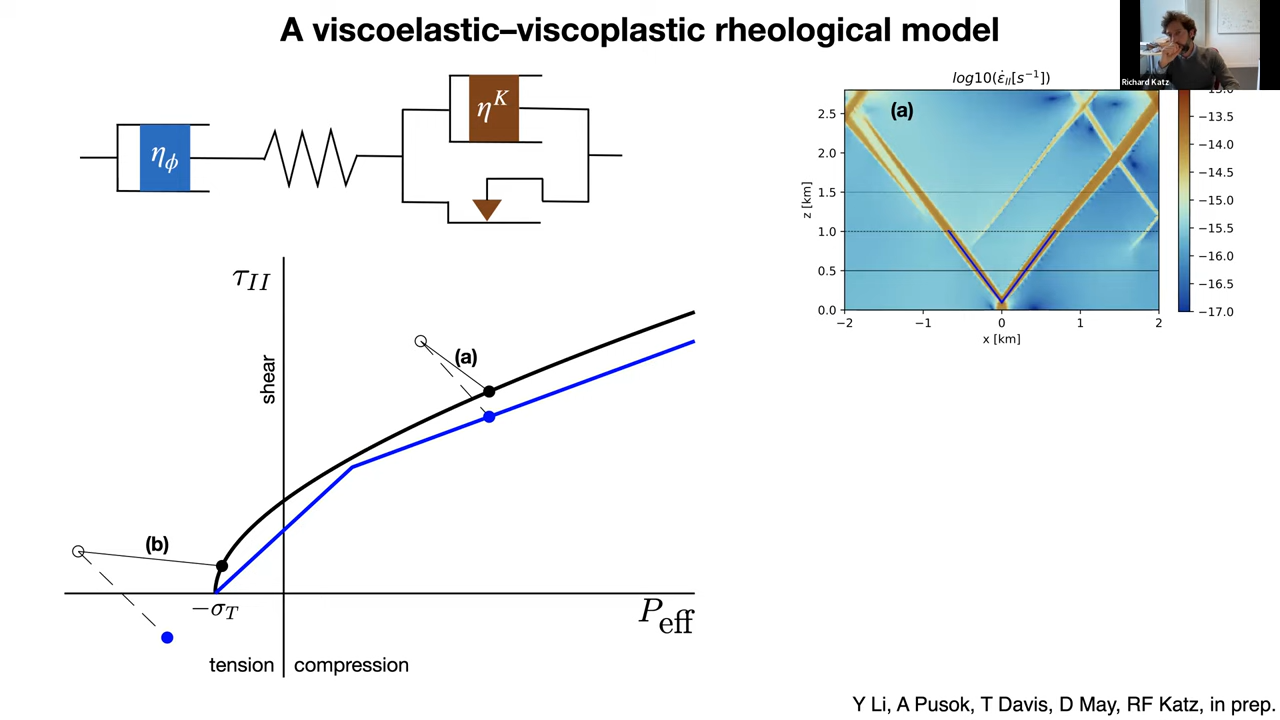 A viscoelastic–viscoplastic rheological model
Richard Katz
η_ϕ
η^K
log10(ε̇_II[s⁻¹])
(a)
z [km]
2.5
2.0
1.5
1.0
0.5
0.0
−2
−1
0
1
2
x [km]
−13.5
−14.0
−14.5
−15.0
−15.5
−16.0
−16.5
−17.0
τ_II
shear
(a)
(b)
−σ_T
P_eff
tension
compression
Y Li, A Pusok, T Davis, D May, RF Katz, in prep.